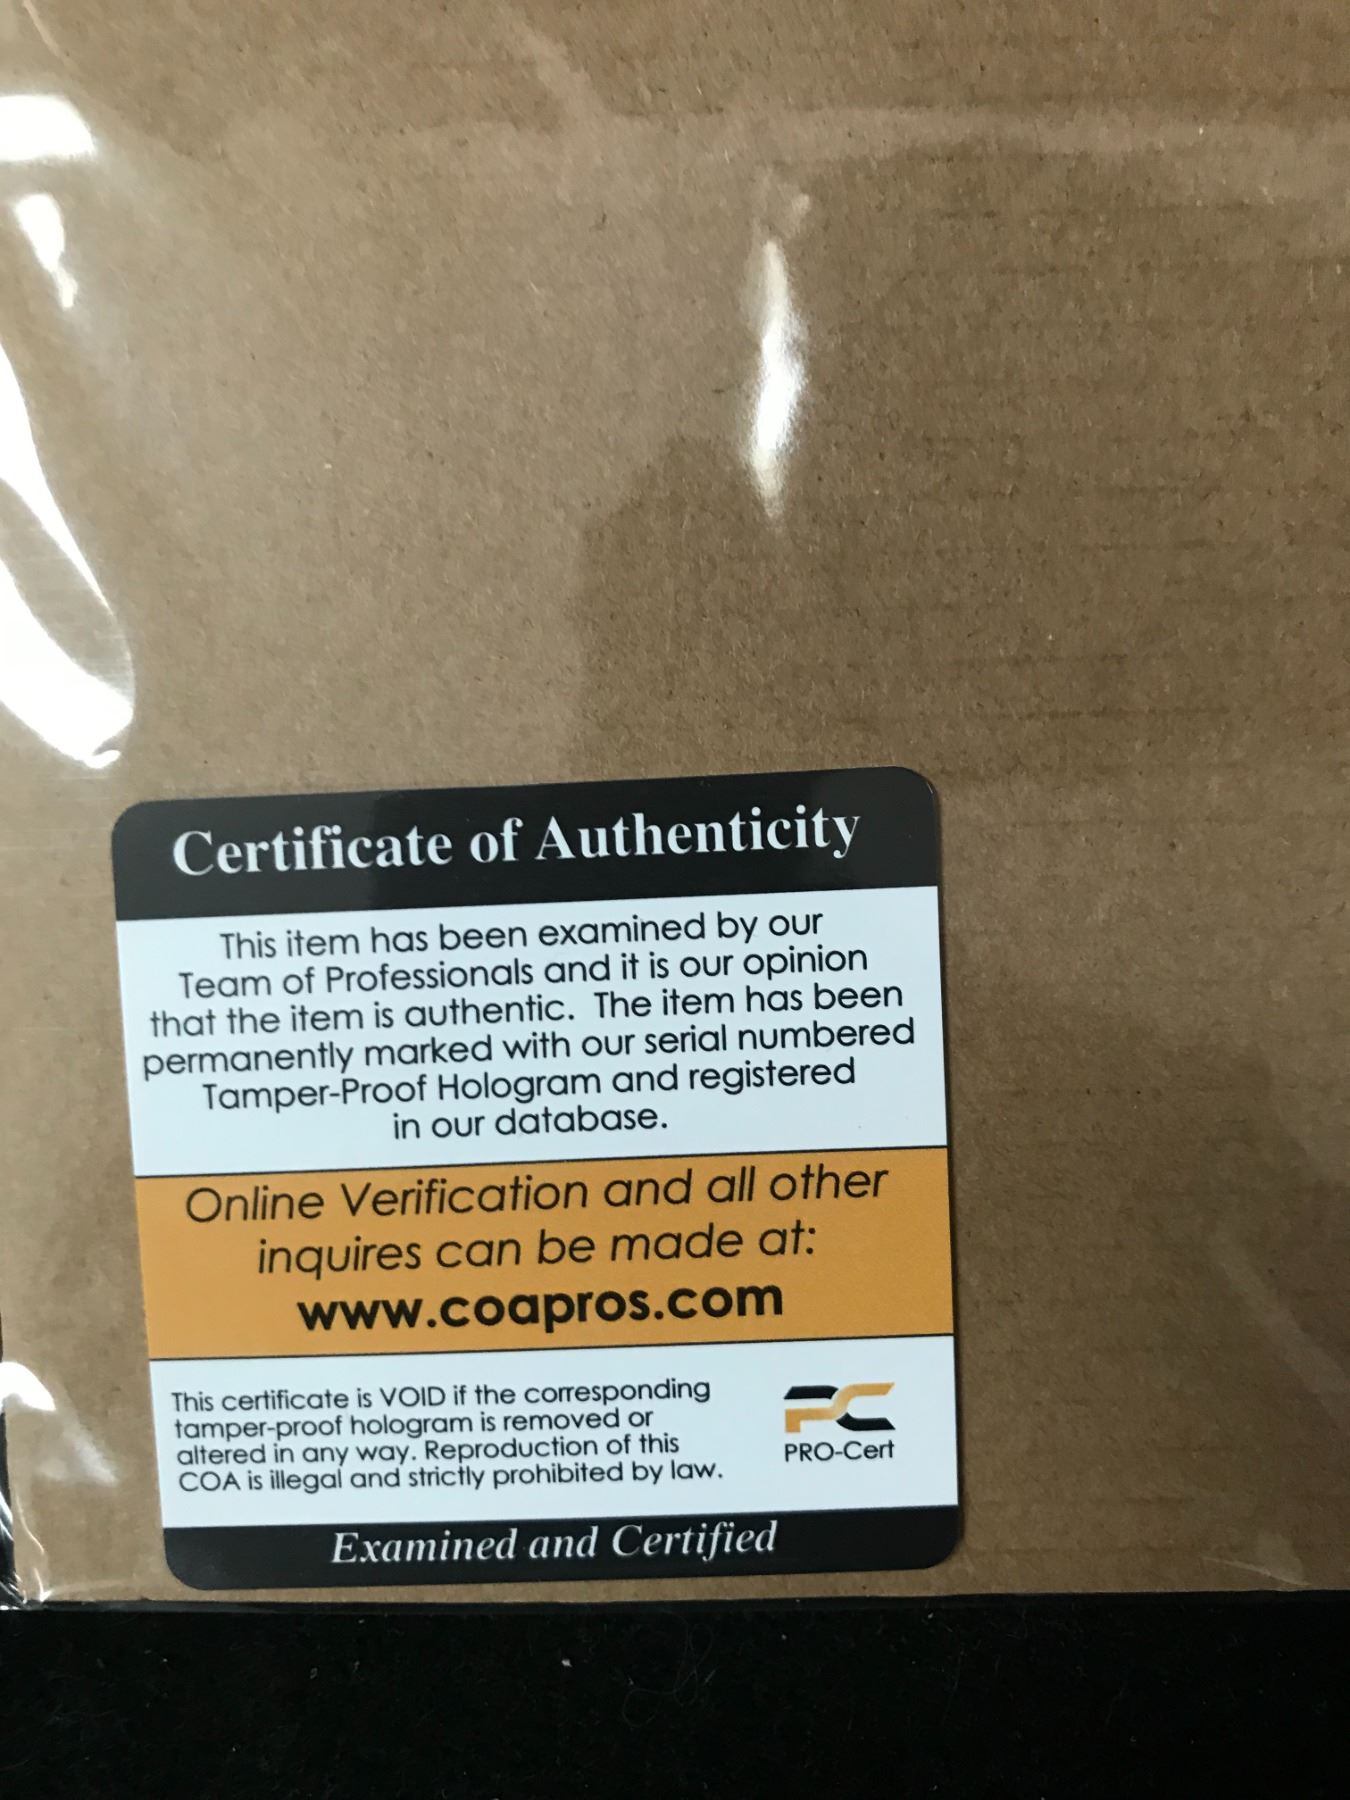 Certificate of Authenticity
This item has been examined by our
Team of Professionals and it is our opinion
that the item is authentic. The item has been
permanently marked with our serial numbered
Tamper-Proof Hologram and registered
in our database.
Online Verification and all other
inquires can be made at:
www.coapros.com
This certificate is VOID if the corresponding
tamper-proof hologram is removed or
altered in any way. Reproduction of this
COA is illegal and strictly prohibited by law.
PC
PRO-Cert
Examined and Certified